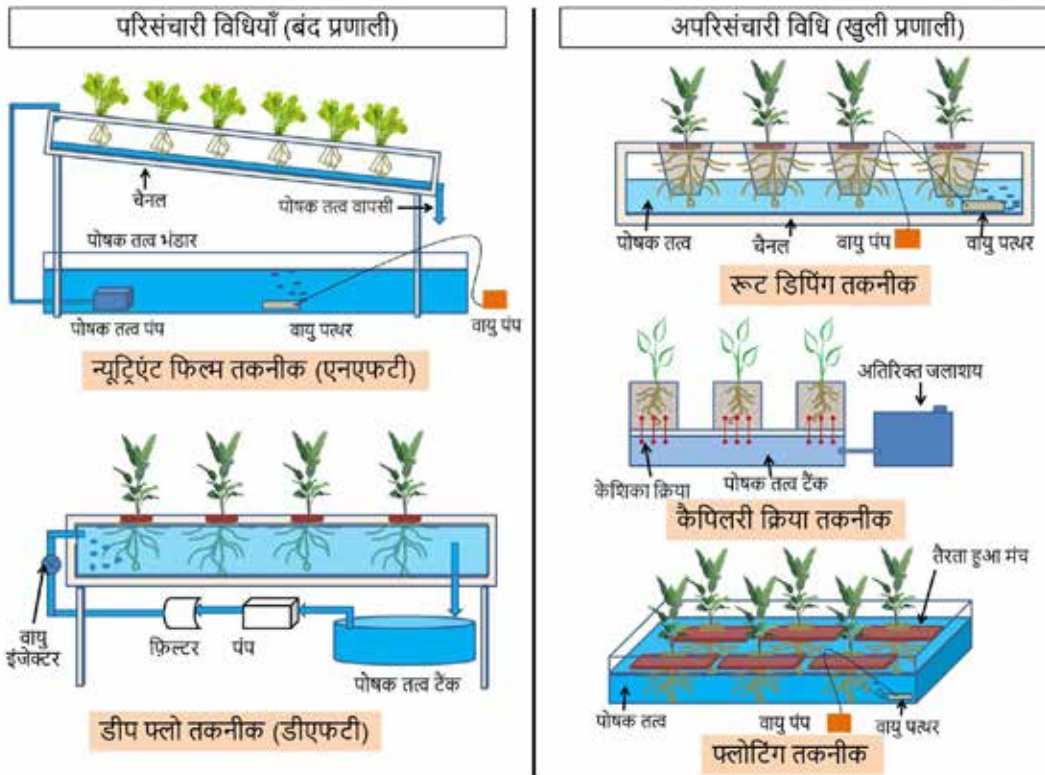 परिसंचारी विधियाँ (बंद प्रणाली)
चैनल
पोषक तत्व वापसी
पोषक तत्व भंडार
पोषक तत्व पंप
वायु पत्थर
वायु पंप
न्यूट्रिएंट फिल्म तकनीक (एनएफटी)
वायु
इंजेक्टर
फ़िल्टर
पंप
पोषक तत्व टैंक
डीप फ्लो तकनीक (डीएफटी)
अपरिसंचारी विधि (खुली प्रणाली)
पोषक तत्व
चैनल
वायु पंप
वायु पत्थर
रूट डिपिंग तकनीक
अतिरिक्त जलाशय
केशिका क्रिया
पोषक तत्व टैंक
कैपिलरी क्रिया तकनीक
तैरता हुआ मंच
पोषक तत्व
वायु पंप
वायु पत्थर
फ्लोटिंग तकनीक